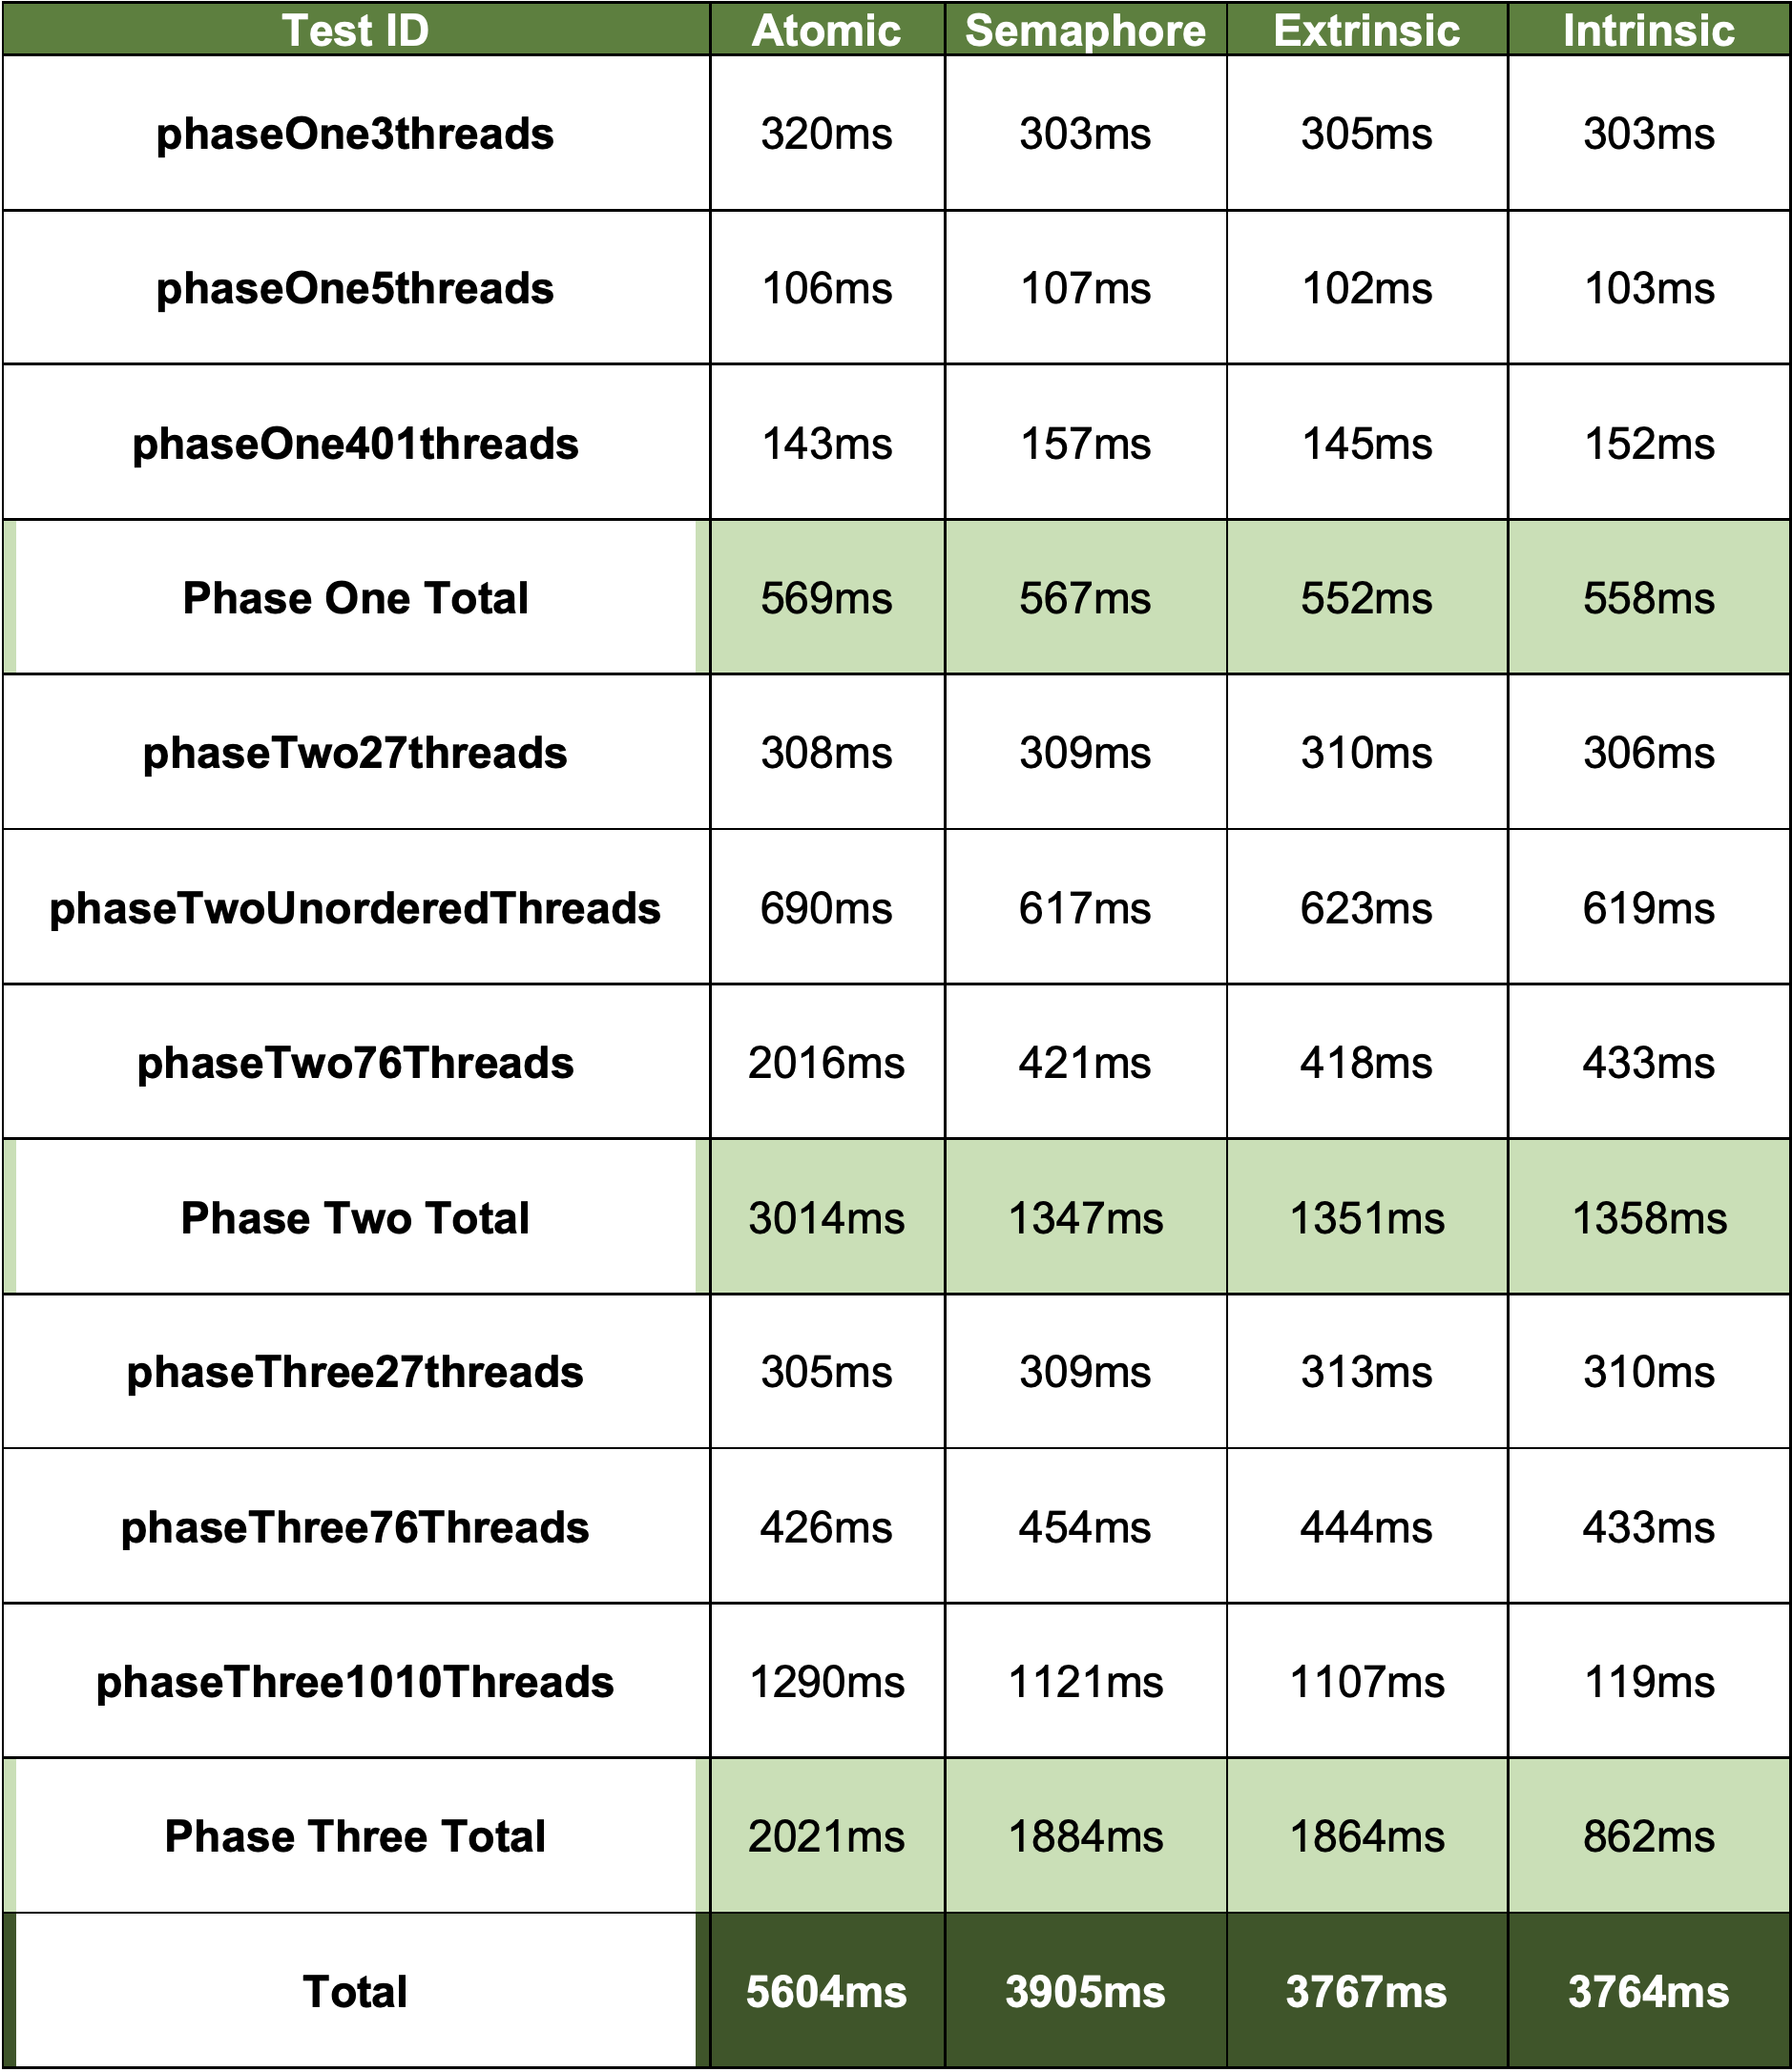 Test ID Atomic Semaphore Extrinsic Intrinsic
phaseOne3threads 320ms 303ms 305ms 303ms
phaseOne5threads 106ms 107ms 102ms 103ms
phaseOne401threads 143ms 157ms 145ms 152ms
Phase One Total 569ms 567ms 552ms 558ms
phaseTwo27threads 308ms 309ms 310ms 306ms
phaseTwoUnorderedThreads 690ms 617ms 623ms 619ms
phaseTwo76Threads 2016ms 421ms 418ms 433ms
Phase Two Total 3014ms 1347ms 1351ms 1358ms
phaseThree27threads 305ms 309ms 313ms 310ms
phaseThree76Threads 426ms 454ms 444ms 433ms
phaseThree1010Threads 1290ms 1121ms 1107ms 119ms
Phase Three Total 2021ms 1884ms 1864ms 862ms
Total 5604ms 3905ms 3767ms 3764ms